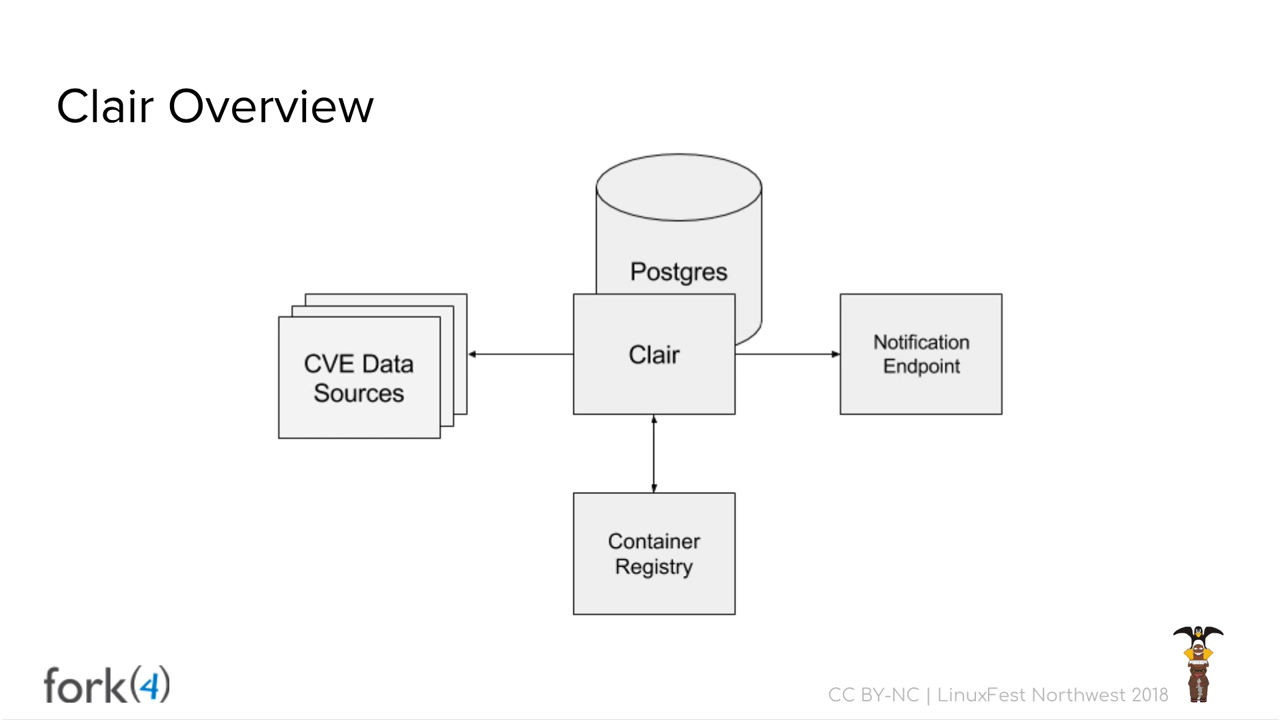 Clair Overview
Postgres
CVE Data
Sources
Clair
Notification
Endpoint
Container
Registry
fork(4)
CC BY-NC | LinuxFest Northwest 2018